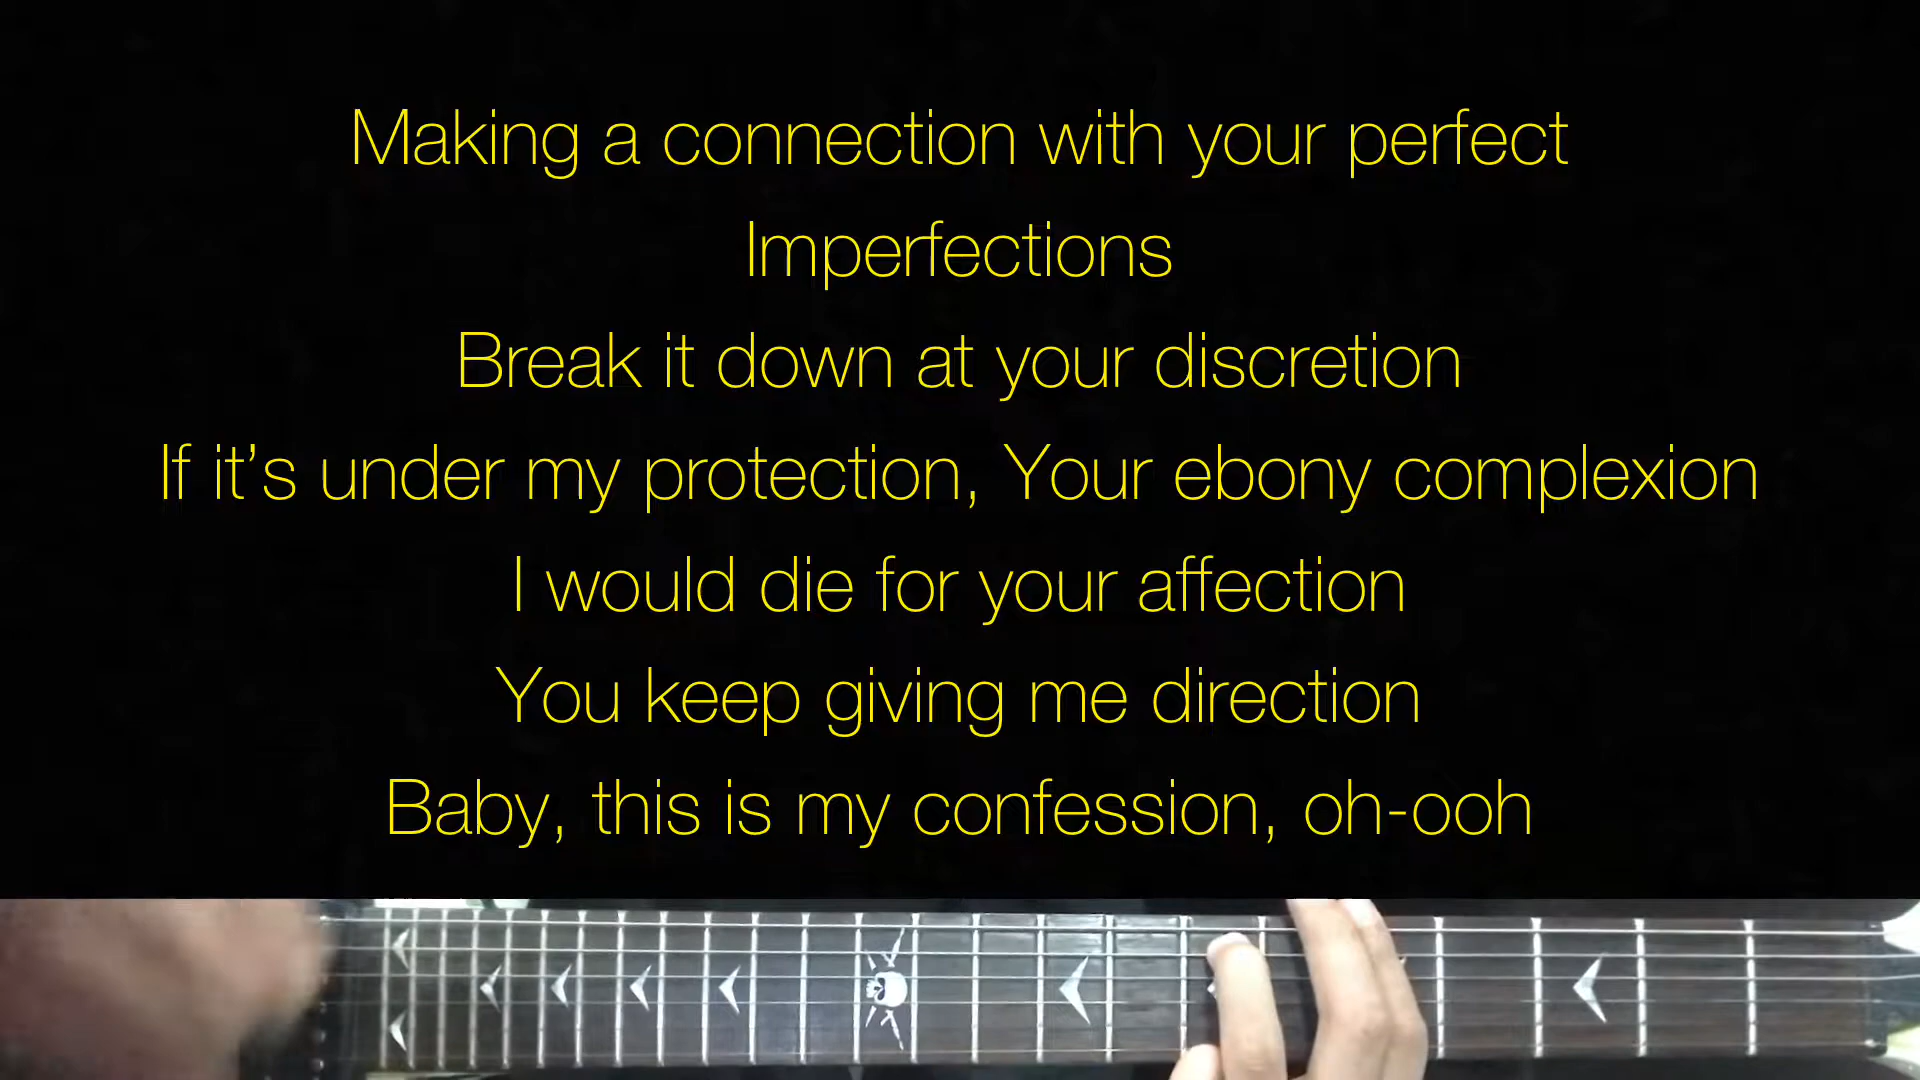 Making a connection with your perfect
Imperfections
Break it down at your discretion
If it’s under my protection, Your ebony complexion
I would die for your affection
You keep giving me direction
Baby, this is my confession, oh-ooh